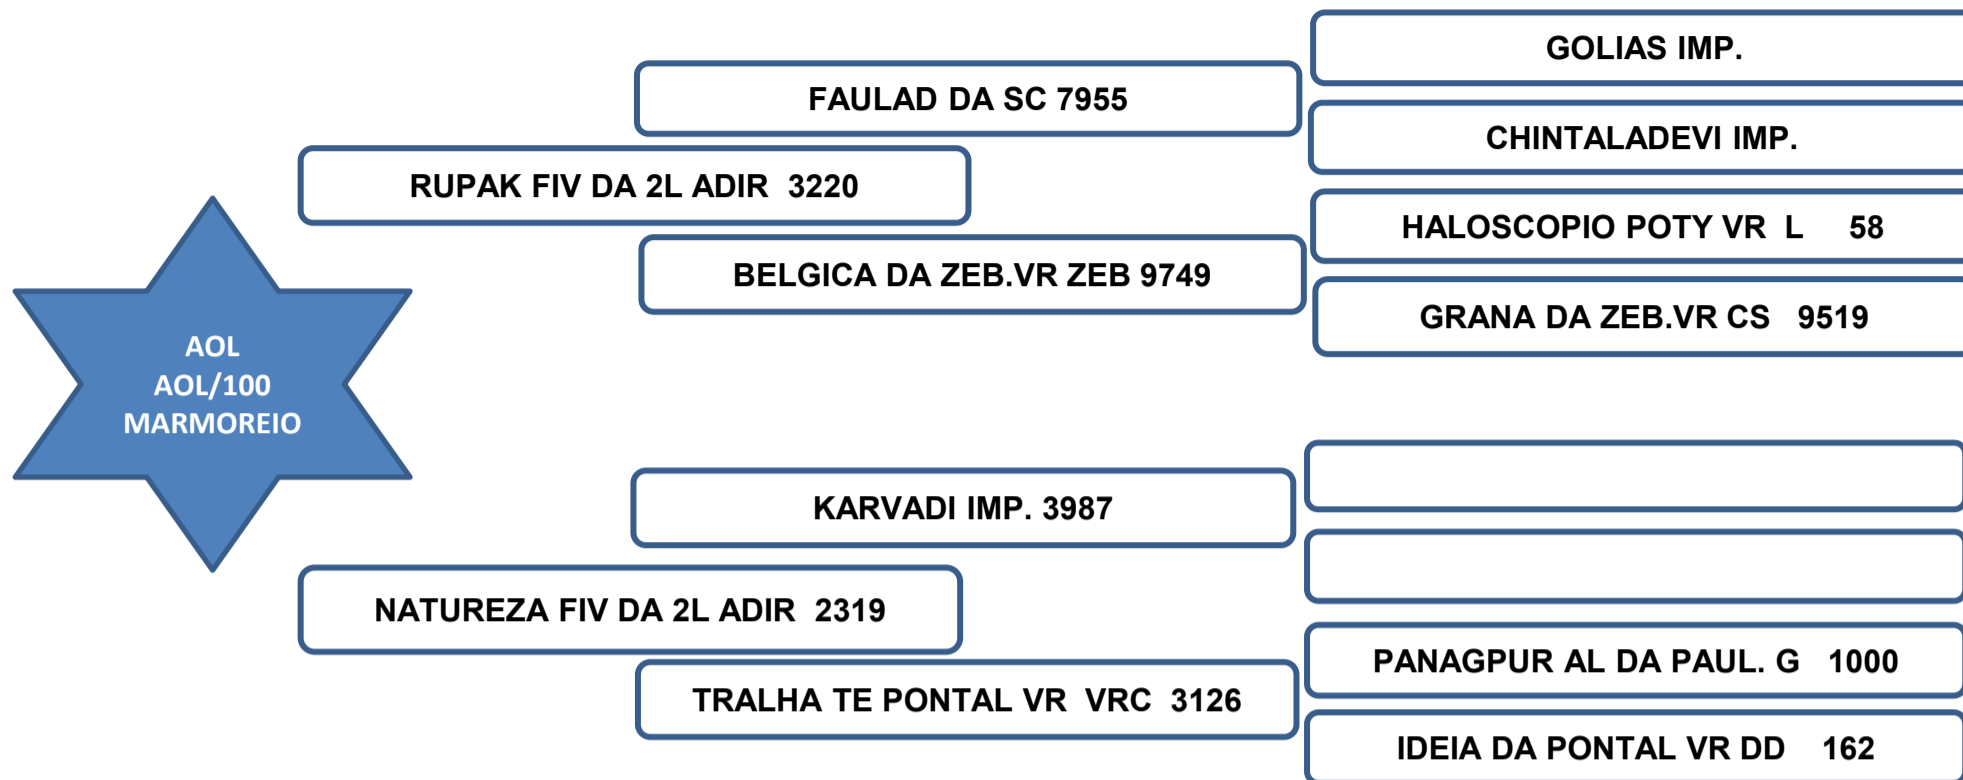 GOLIAS IMP.
FAULAD DA SC 7955
CHINTALADEVI IMP.
RUPAK FIV DA 2L ADIR 3220
HALOSCOPIO POTY VR L 58
BELGICA DA ZEB.VR ZEB 9749
GRANA DA ZEB.VR CS 9519
AOL
AOL/100
MARMOREIO
KARVADI IMP. 3987
NATUREZA FIV DA 2L ADIR 2319
PANAGPUR AL DA PAUL. G 1000
TRALHA TE PONTAL VR VRC 3126
IDEIA DA PONTAL VR DD 162